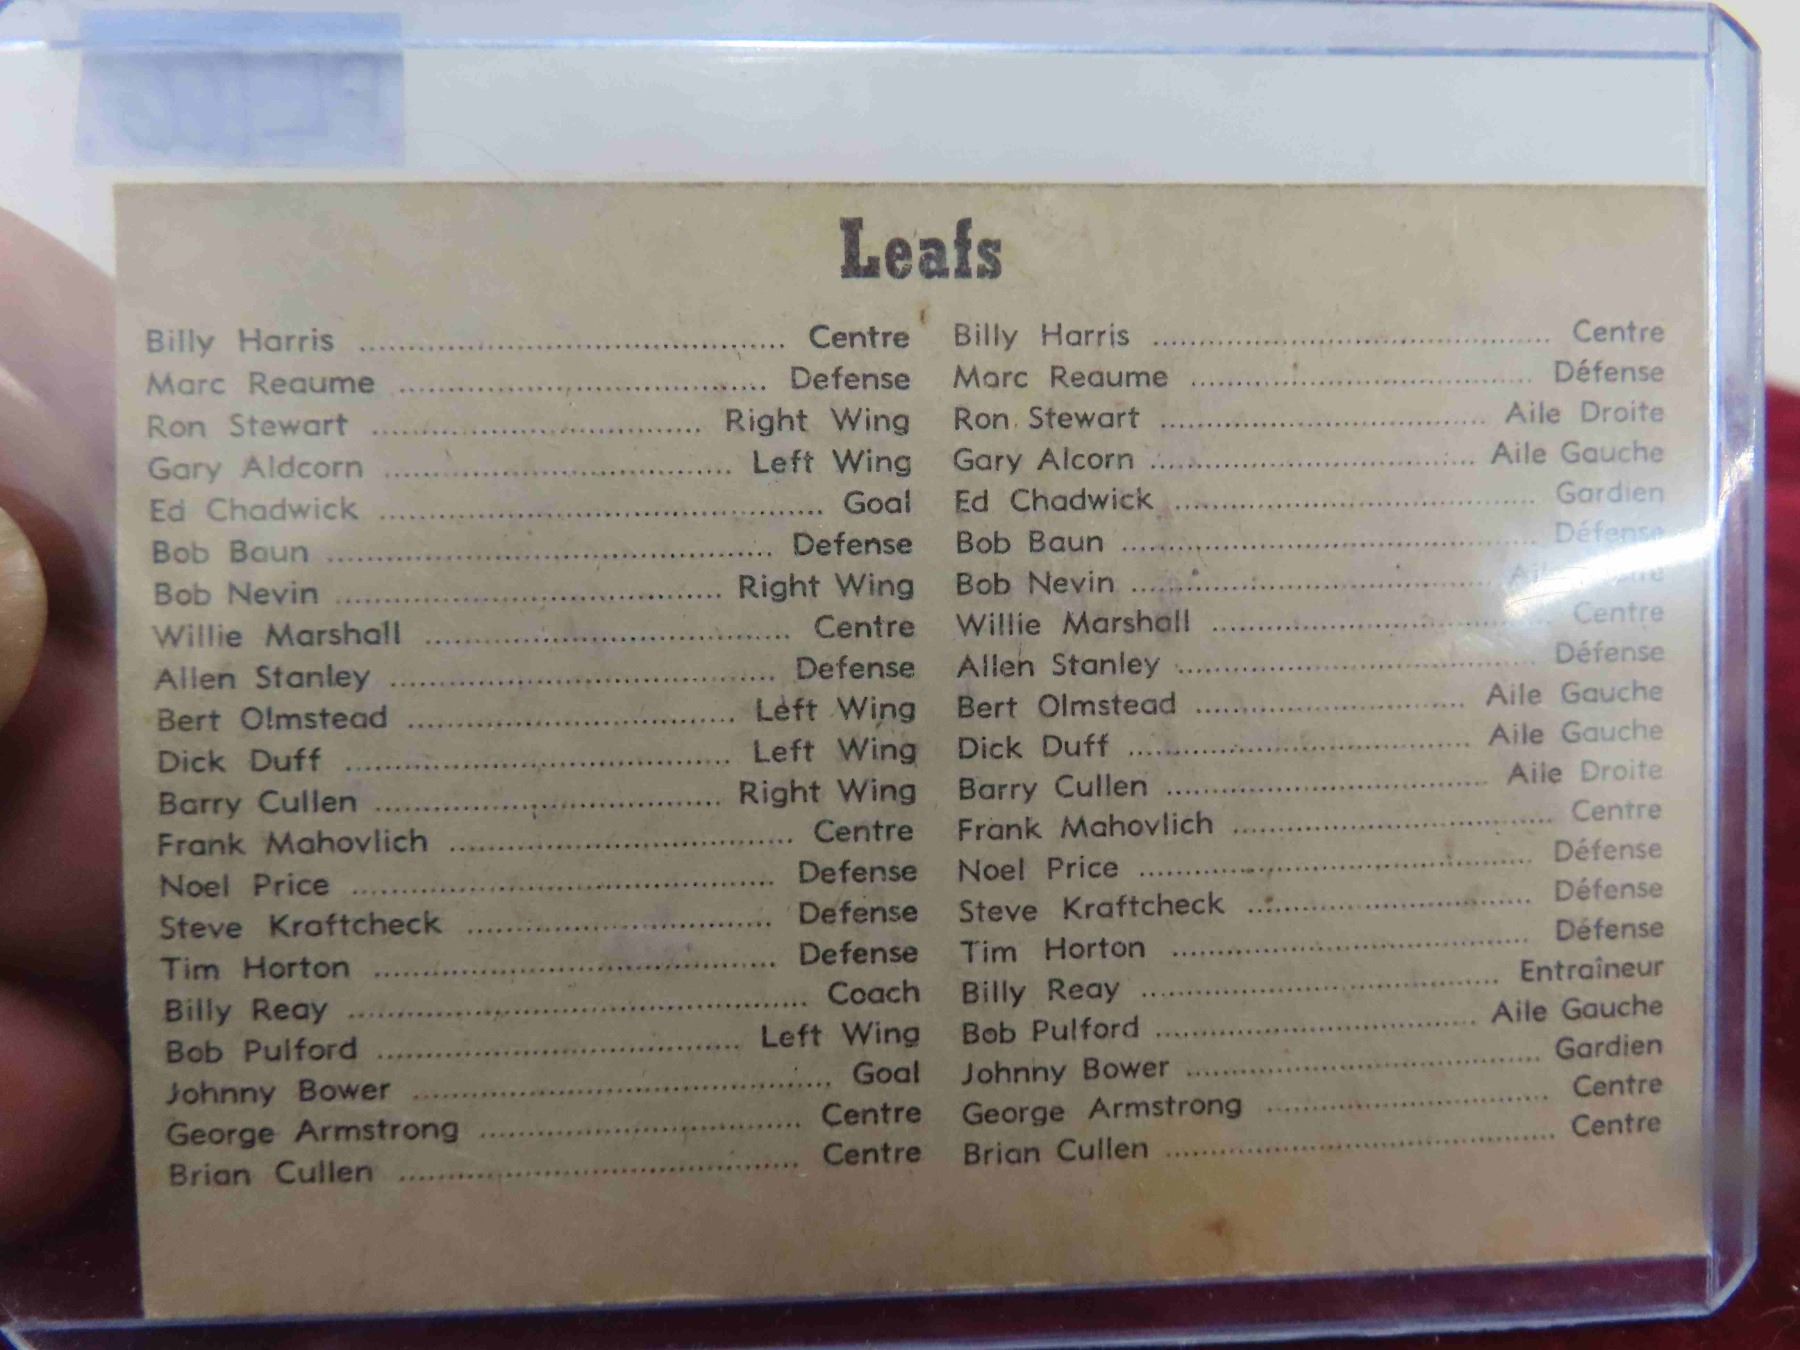 Leafs
Billy Harris ........ Centre
Marc Reaume ........ Defense
Ron Stewart ........ Right Wing
Gary Aldcorn ........ Left Wing
Ed Chadwick ........ Goal
Bob Baun ........ Defense
Bob Nevin ........ Right Wing
Willie Marshall ........ Centre
Allen Stanley ........ Defense
Bert Olmstead ........ Left Wing
Dick Duff ........ Left Wing
Barry Cullen ........ Right Wing
Frank Mahovlich ........ Centre
Noel Price ........ Defense
Steve Kraftcheck ........ Defense
Tim Horton ........ Defense
Billy Reay ........ Coach
Bob Pulford ........ Left Wing
Johnny Bower ........ Goal
George Armstrong ........ Centre
Brian Cullen ........ Centre
Billy Harris ........ Centre
Marc Reaume ........ Défense
Ron Stewart ........ Aile Droite
Gary Alcorn ........ Aile Gauche
Ed Chadwick ........ Gardien
Bob Baun ........ Défense
Bob Nevin ........
Willie Marshall ........ Centre
Allen Stanley ........ Défense
Bert Olmstead ........ Aile Gauche
Dick Duff ........ Aile Gauche
Barry Cullen ........ Aile Droite
Frank Mahovlich ........ Centre
Noel Price ........ Défense
Steve Kraftcheck ........ Défense
Tim Horton ........ Défense
Billy Reay ........ Entraîneur
Bob Pulford ........ Aile Gauche
Johnny Bower ........ Gardien
George Armstrong ........ Centre
Brian Cullen ........ Centre